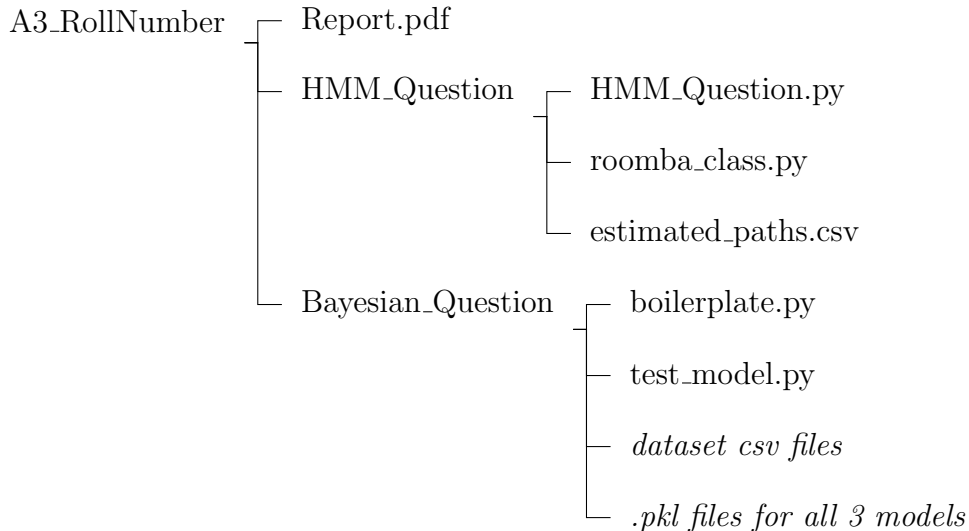 A3_RollNumber
Report.pdf
HMM_Question
HMM_Question.py
roomba_class.py
estimated_paths.csv
Bayesian_Question
boilerplate.py
test_model.py
dataset csv files
.pkl files for all 3 models